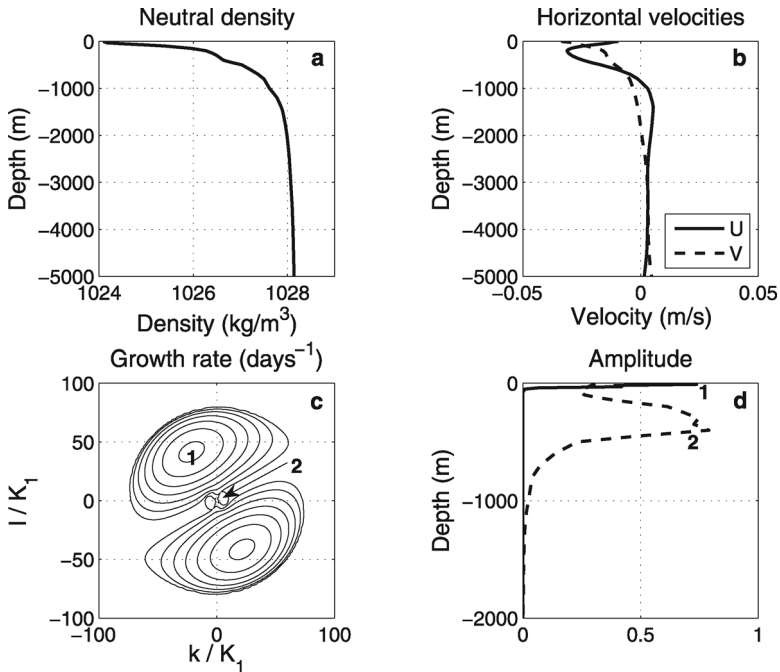 Neutral density
a
0
−1000
−2000
−3000
−4000
−5000
Depth (m)
1024
1026
1028
Density (kg/m³)
Horizontal velocities
b
0
−1000
−2000
−3000
−4000
−5000
Depth (m)
U
V
−0.05
0
0.05
Velocity (m/s)
Growth rate (days⁻¹)
c
100
50
0
−50
−100
l / K₁
1
2
−100
0
100
k / K₁
Amplitude
d
0
−1000
−2000
Depth (m)
1
2
0
0.5
1